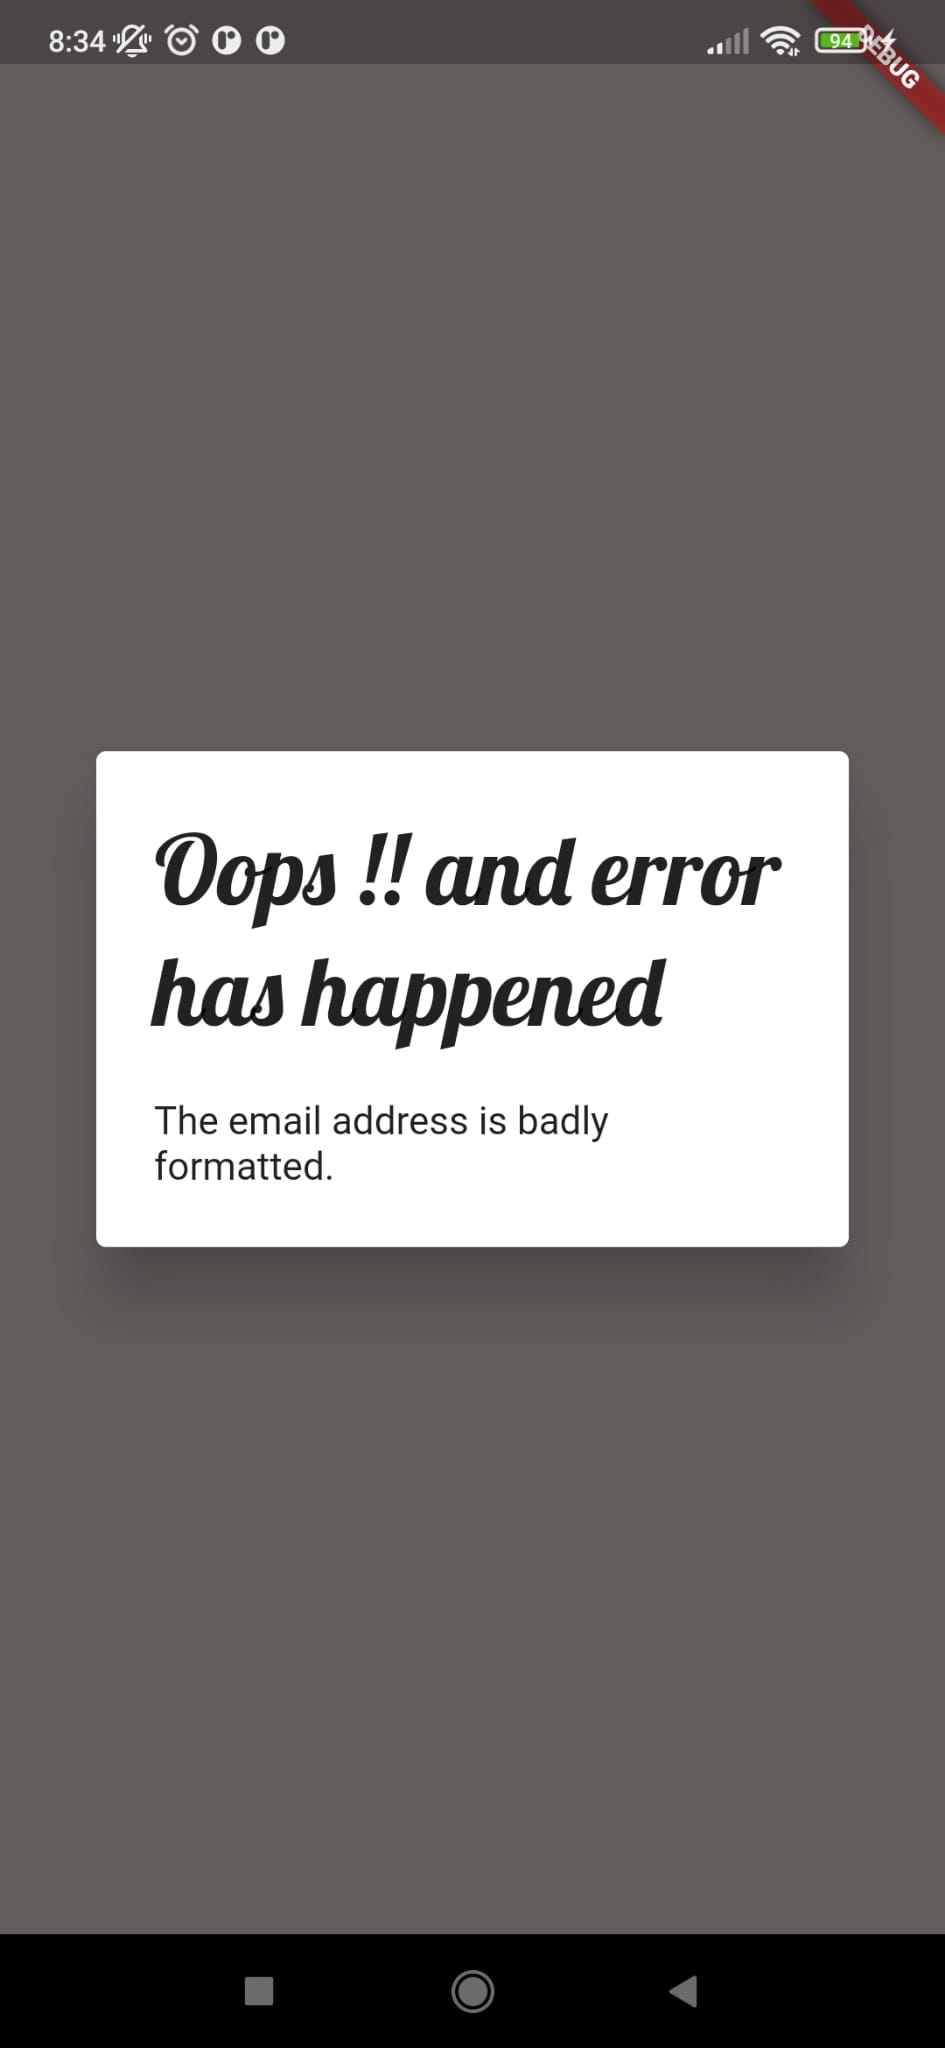 8:34
94
DEBUG
Oops !! and error
has happened
The email address is badly
formatted.